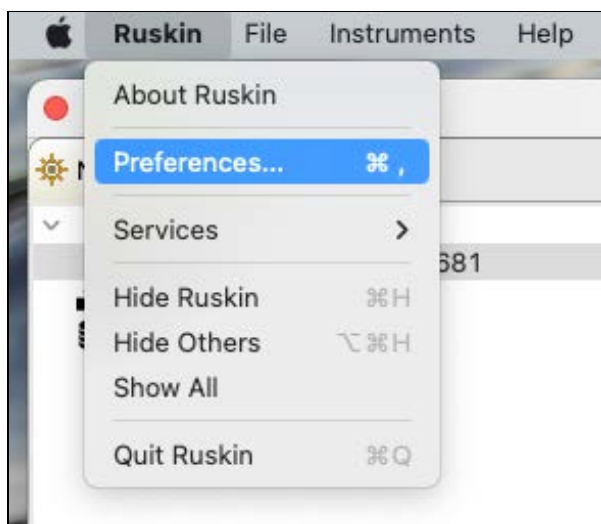 Ruskin File Instruments Help
About Ruskin
Preferences... ⌘ ,
Services
681
Hide Ruskin ⌘H
Hide Others ⌥⌘H
Show All
Quit Ruskin ⌘Q